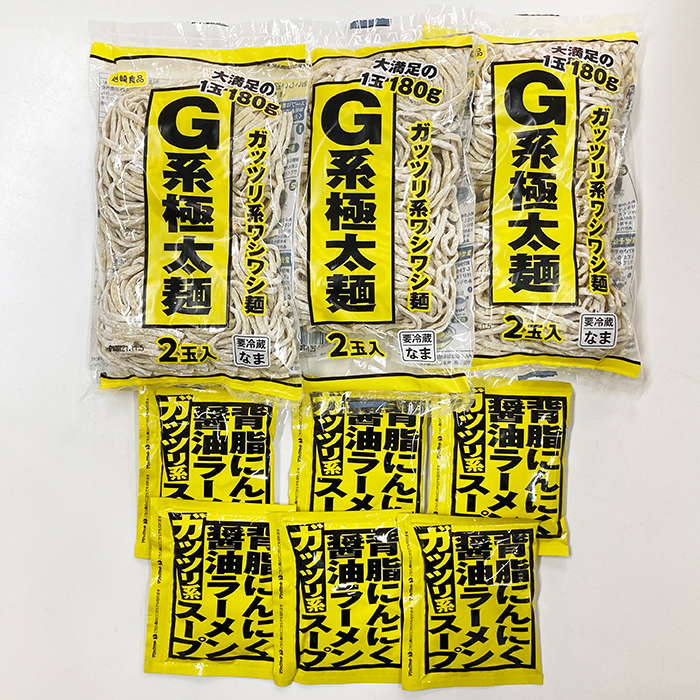 岩崎食品
大満足の
1玉180g
G系極太麺
ガッツリ系ワシワシ麺
2玉入
要冷蔵
なま
大満足の
1玉180g
G系極太麺
ガッツリ系ワシワシ麺
2玉入
要冷蔵
なま
大満足の
1玉180g
G系極太麺
ガッツリ系ワシワシ麺
2玉入
要冷蔵
なま
背脂にんにく
醤油ラーメン
ガッツリ系スープ
背脂にんにく
醤油ラーメン
ガッツリ系スープ
背脂にんにく
醤油ラーメン
ガッツリ系スープ
背脂にんにく
醤油ラーメン
ガッツリ系スープ
背脂にんにく
醤油ラーメン
ガッツリ系スープ
背脂にんにく
醤油ラーメン
ガッツリ系スープ